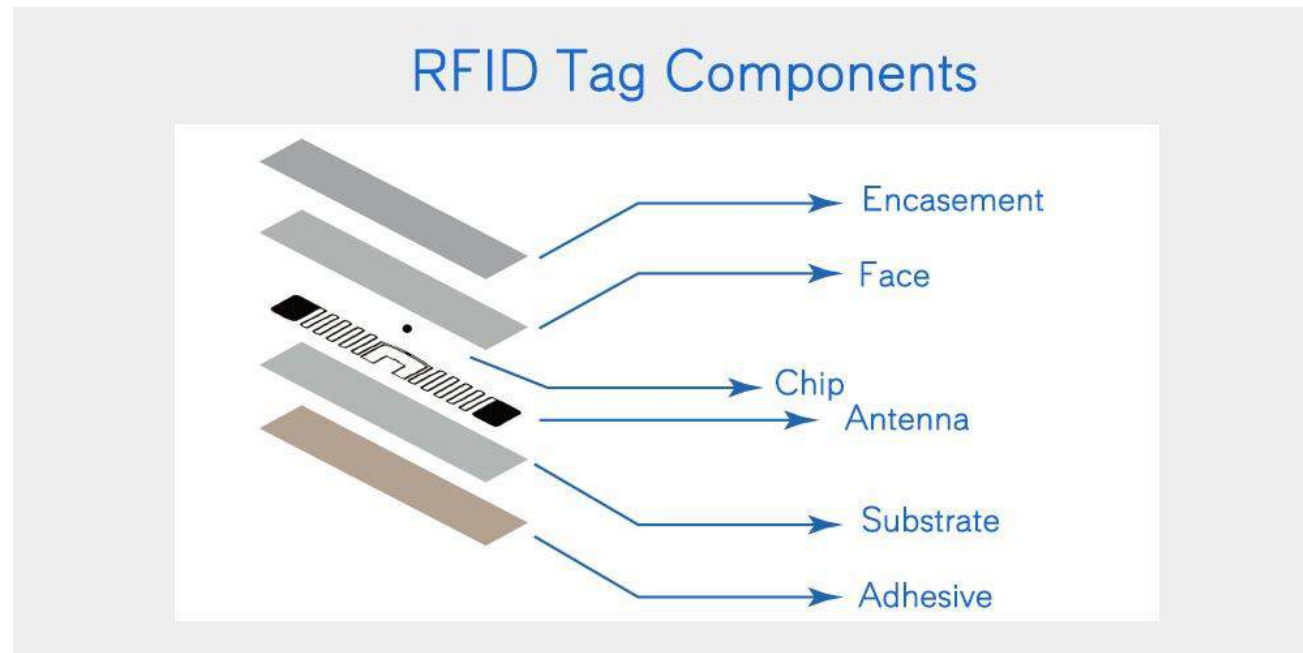 RFID Tag Components
Encasement
Face
Chip
Antenna
Substrate
Adhesive